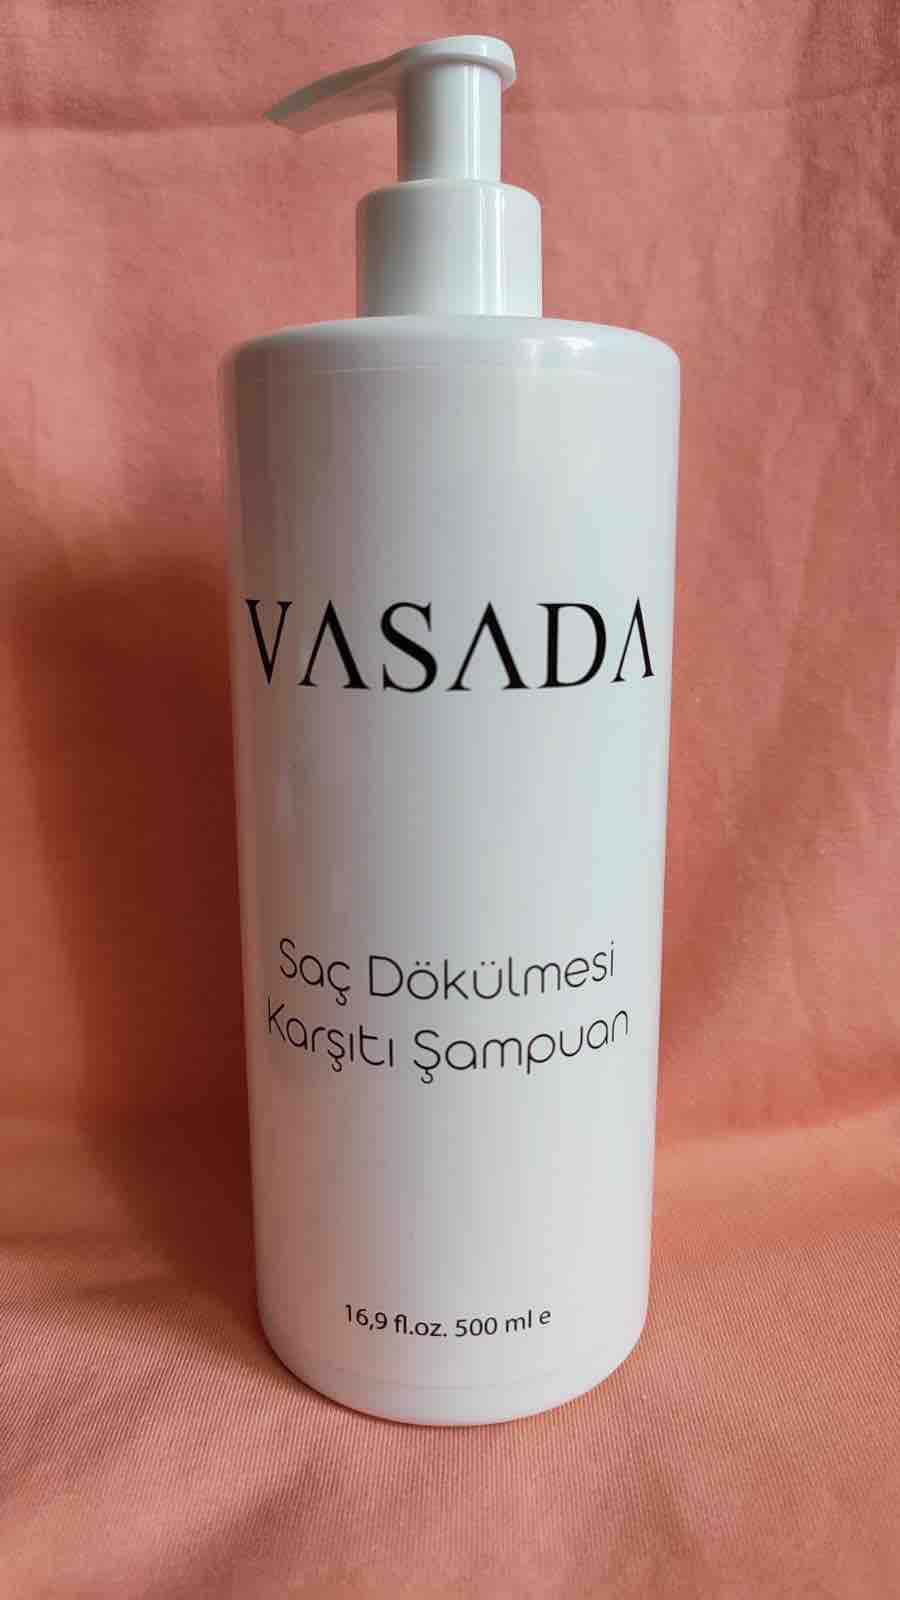 VASADA
Saç Dökülmesi
Karşıtı Şampuan
16,9 fl.oz. 500 ml e